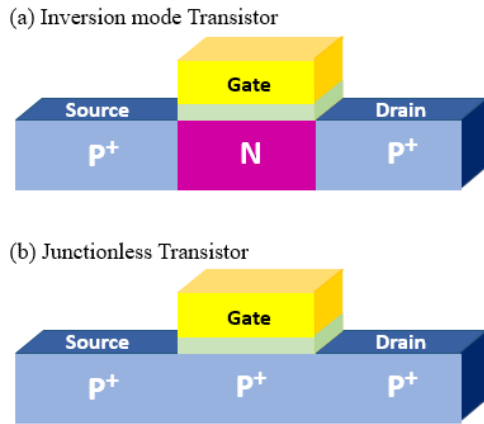 (a) Inversion mode Transistor
Gate
Source
Drain
P⁺
N
P⁺
(b) Junctionless Transistor
Gate
Source
Drain
P⁺
P⁺
P⁺